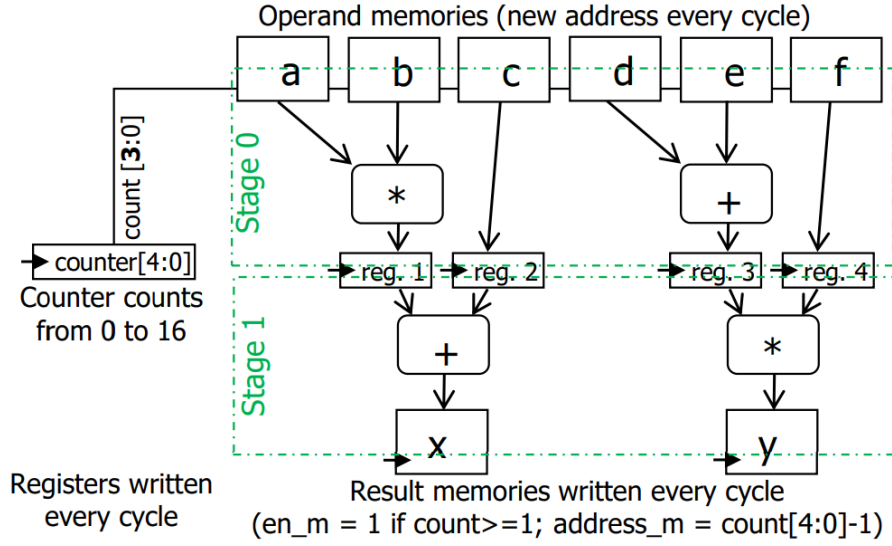 Operand memories (new address every cycle)
a b c d e f
Stage 0
count [3:0]
* +
counter[4:0]
reg. 1 reg. 2 reg. 3 reg. 4
Counter counts
from 0 to 16
Stage 1
+ *
x y
Registers written
every cycle
Result memories written every cycle
(en_m = 1 if count>=1; address_m = count[4:0]-1)